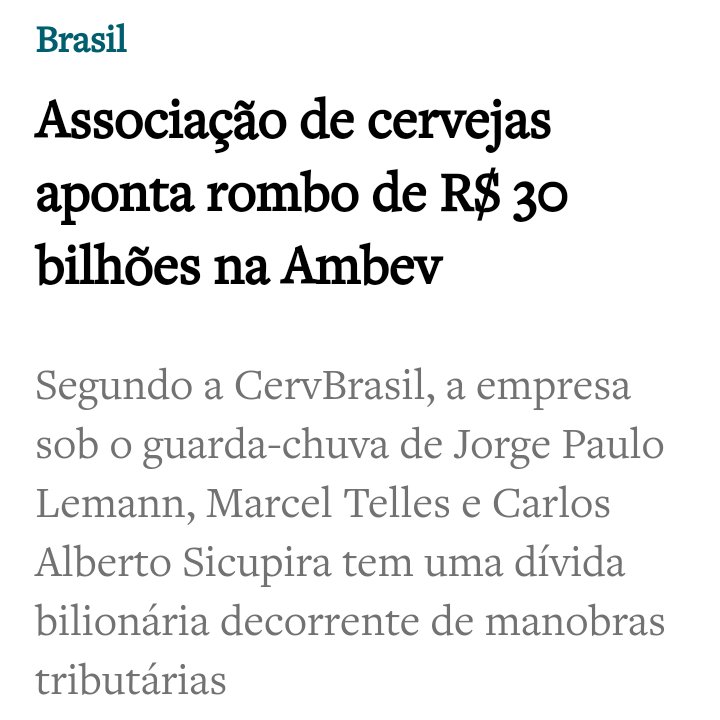 Brasil
Associação de cervejas
aponta rombo de R$ 30
bilhões na Ambev
Segundo a CervBrasil, a empresa
sob o guarda-chuva de Jorge Paulo
Lemann, Marcel Telles e Carlos
Alberto Sicupira tem uma dívida
bilionária decorrente de manobras
tributárias